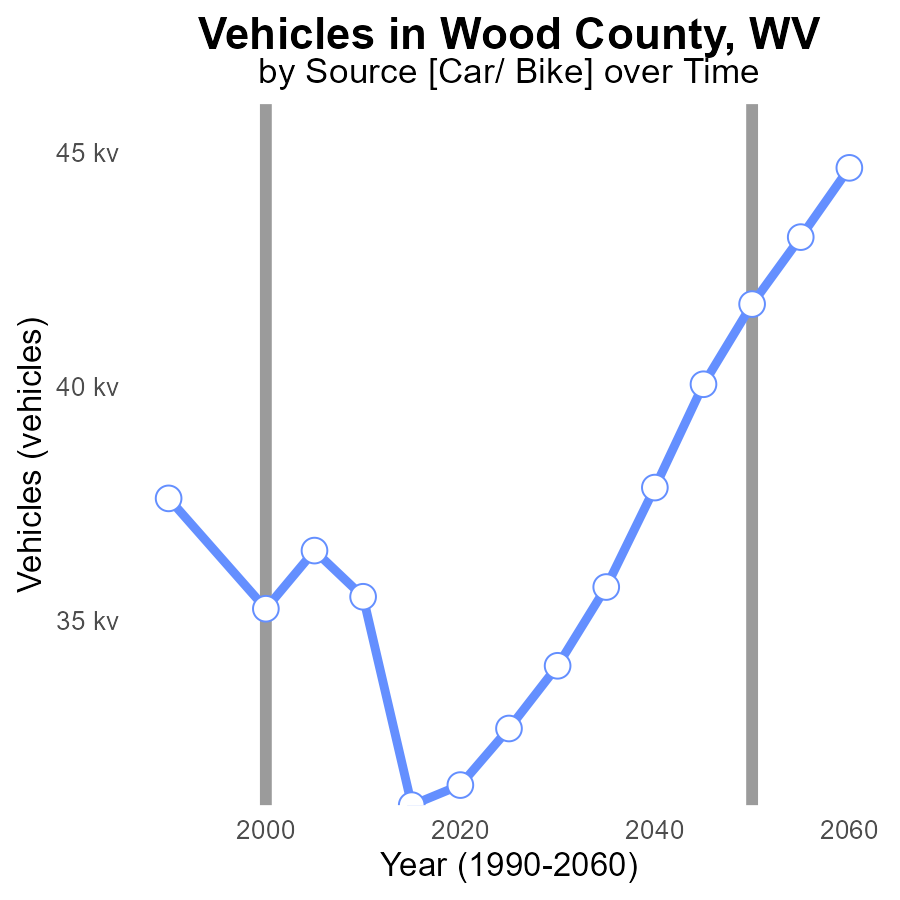 Vehicles in Wood County, WV
by Source [Car/ Bike] over Time
45 kv
40 kv
35 kv
Vehicles (vehicles)
2000 2020 2040 2060
Year (1990-2060)